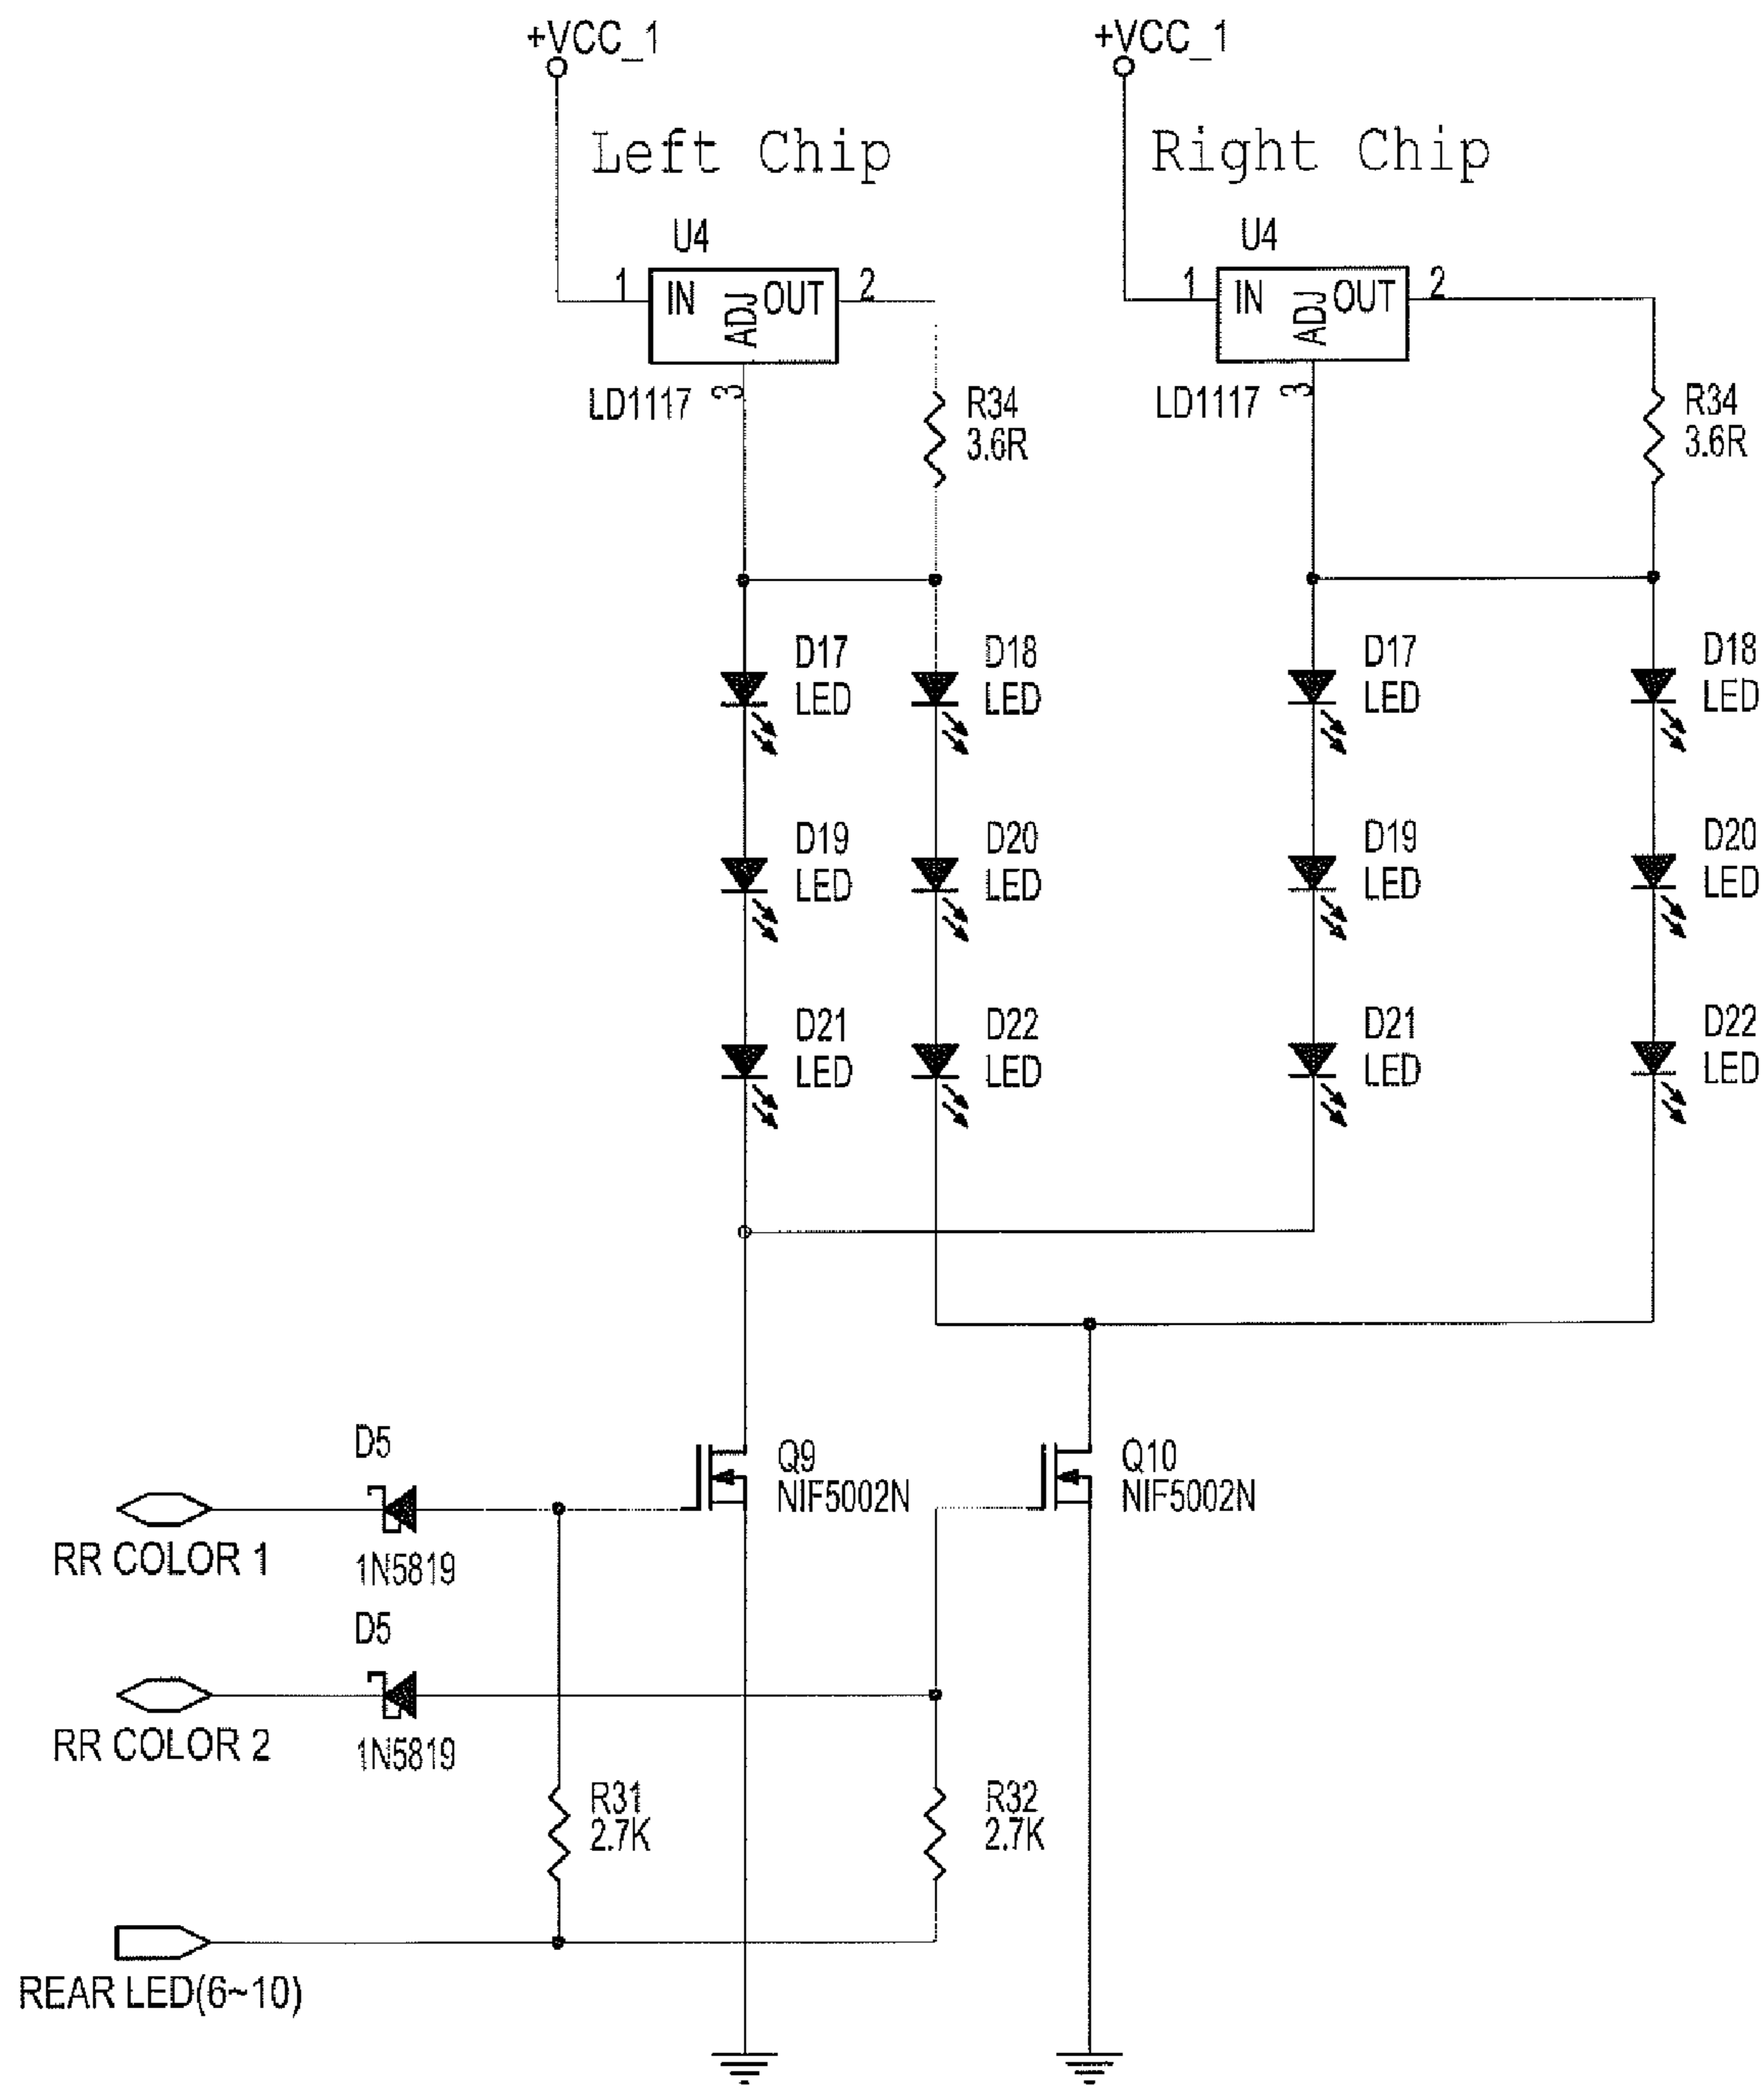 +VCC_1
+VCC_1
Left Chip
Right Chip
U4
U4
1
IN
ADJ
OUT
2
1
IN
ADJ
OUT
2
LD1117
3
R34
3.6R
LD1117
3
R34
3.6R
D17
LED
D18
LED
D17
LED
D18
LED
D19
LED
D20
LED
D19
LED
D20
LED
D21
LED
D22
LED
D21
LED
D22
LED
D5
Q9
NIF5002N
Q10
NIF5002N
RR COLOR 1
1N5819
D5
RR COLOR 2
1N5819
R31
2.7K
R32
2.7K
REAR LED(6~10)